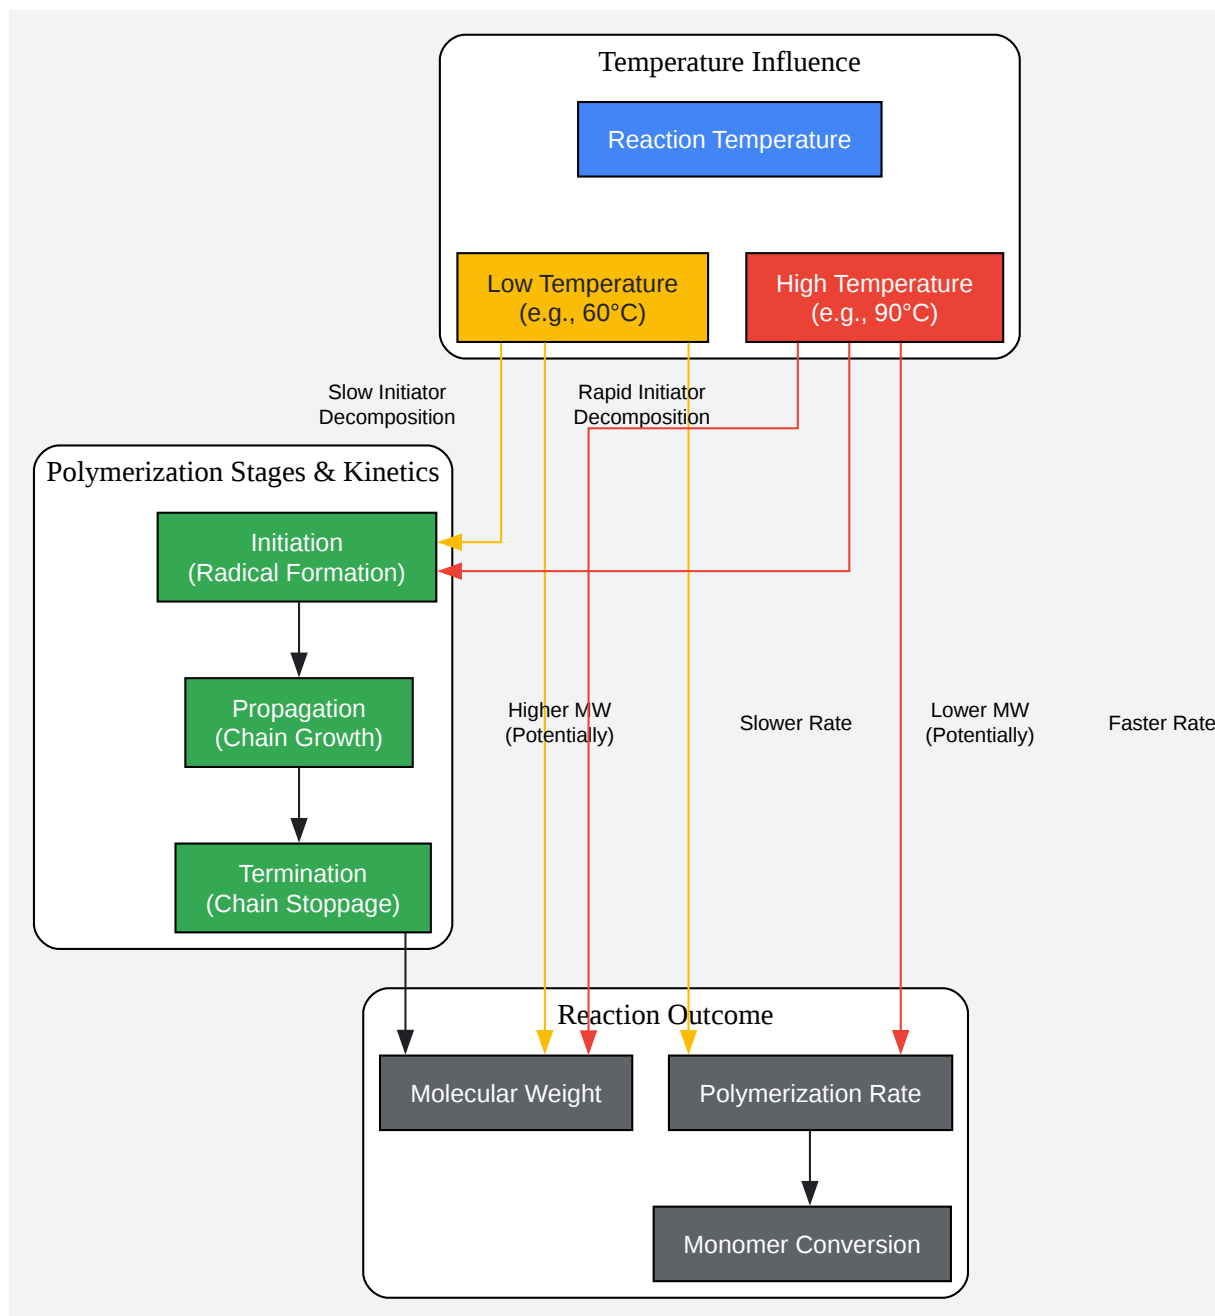 Temperature Influence
Reaction Temperature
Low Temperature
(e.g., 60°C)
High Temperature
(e.g., 90°C)
Slow Initiator
Decomposition
Rapid Initiator
Decomposition
Polymerization Stages & Kinetics
Initiation
(Radical Formation)
Propagation
(Chain Growth)
Higher MW
(Potentially)
Slower Rate
Lower MW
(Potentially)
Faster Rate
Termination
(Chain Stoppage)
Reaction Outcome
Molecular Weight
Polymerization Rate
Monomer Conversion